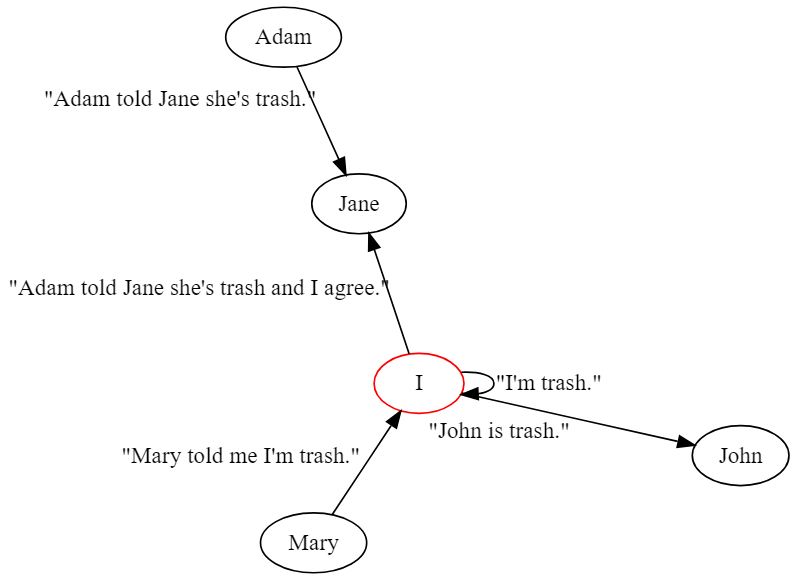 Adam
"Adam told Jane she's trash."
Jane
"Adam told Jane she's trash and I agree."
I
"I'm trash."
"John is trash."
John
"Mary told me I'm trash."
Mary